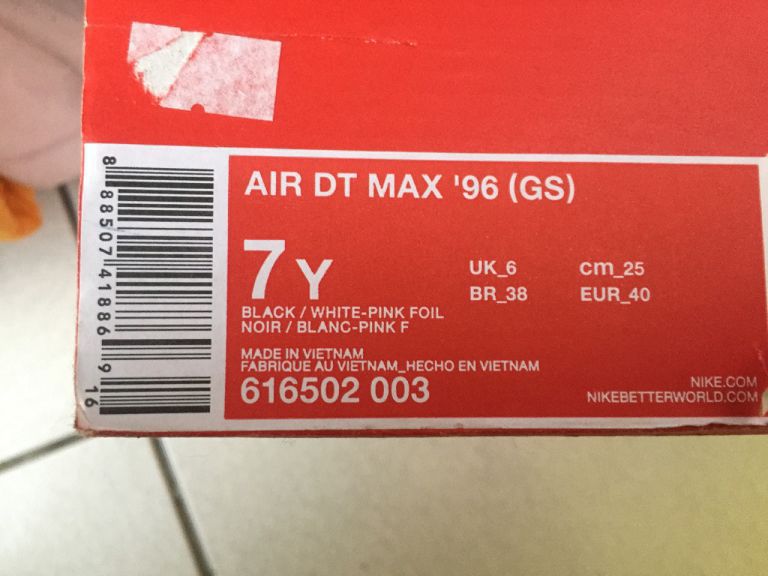 AIR DT MAX '96 (GS)
7Y
UK_6 cm_25
BR_38 EUR_40
BLACK / WHITE-PINK FOIL
NOIR / BLANC-PINK F
MADE IN VIETNAM
FABRIQUE AU VIETNAM_HECHO EN VIETNAM
616502 003
NIKE.COM
NIKEBETTERWORLD.COM
8 88507 41886 9 16